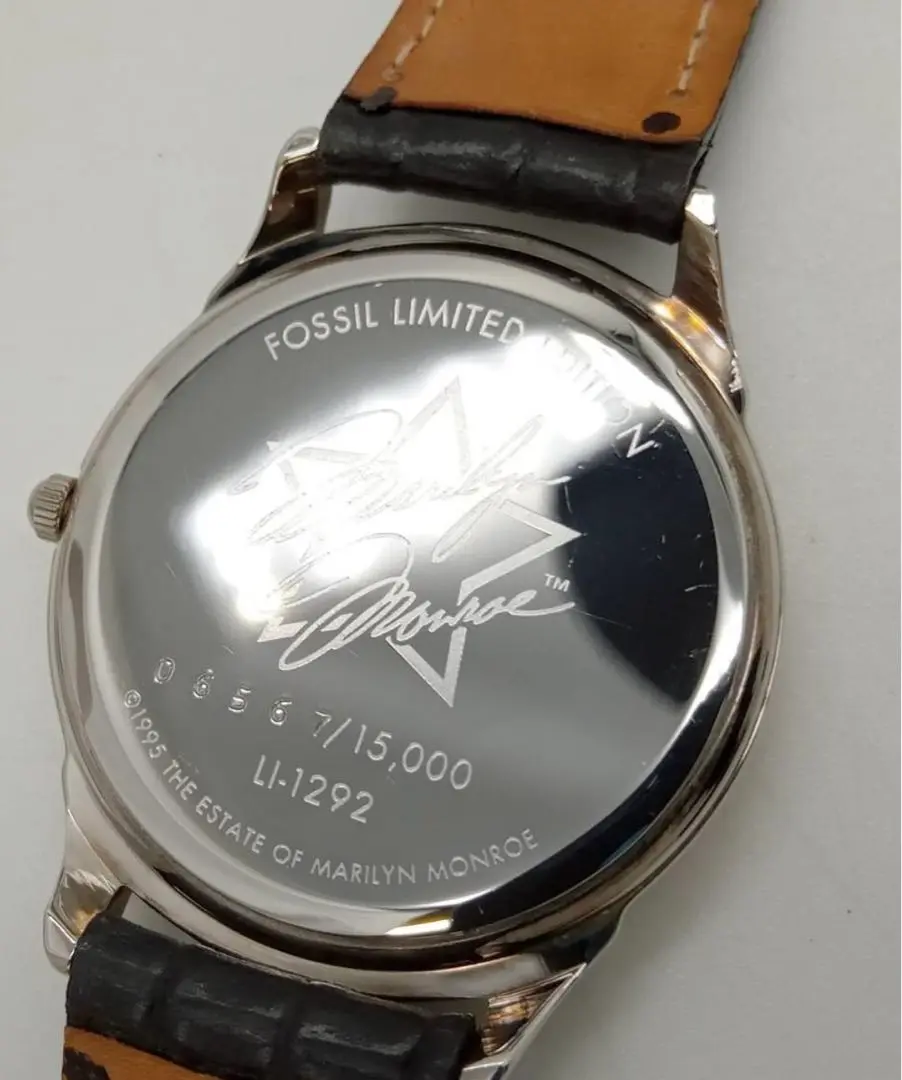 FOSSIL LIMITED EDITION
Marilyn
Monroe™
06567/15,000
LI-1292
©1995 THE ESTATE OF MARILYN MONROE